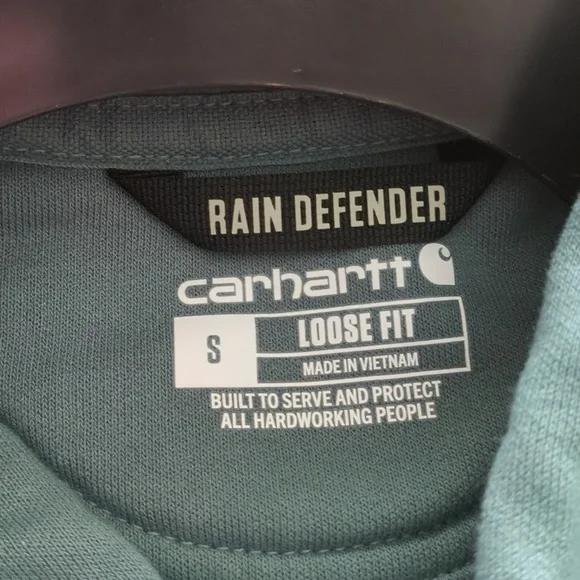 RAIN DEFENDER
carhartt
S
LOOSE FIT
MADE IN VIETNAM
BUILT TO SERVE AND PROTECT
ALL HARDWORKING PEOPLE